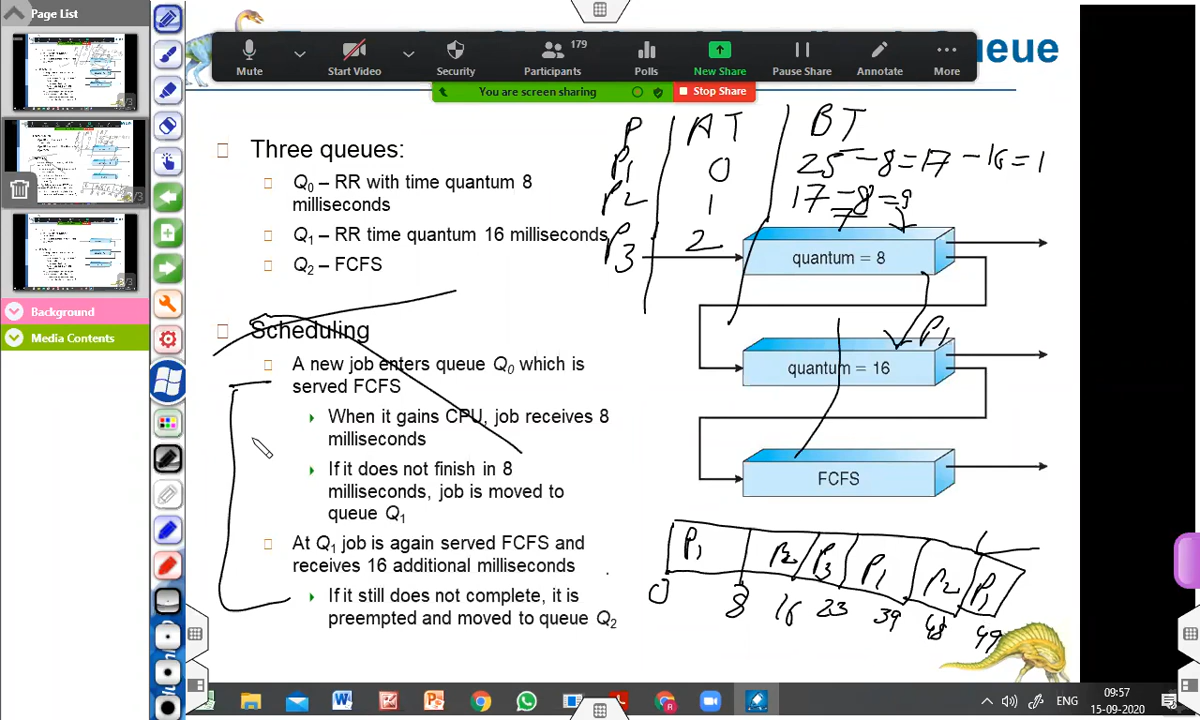 Page List
179
Mute
Start Video
Security
Participants
Polls
New Share
Pause Share
Annotate
More
ueue
You are screen sharing
Stop Share
Three queues:
Q0 – RR with time quantum 8
milliseconds
Q1 – RR time quantum 16 milliseconds
Q2 – FCFS
Scheduling
A new job enters queue Q0 which is
served FCFS
When it gains CPU, job receives 8
milliseconds
If it does not finish in 8
milliseconds, job is moved to
queue Q1
At Q1 job is again served FCFS and
receives 16 additional milliseconds
If still does not complete, it is
preempted and moved to queue Q2
P AT BT
P1 0 25 – 8 = 17 – 16 = 1
P2 1 17 – 8 = 9
P3 2
quantum = 8
P1
quantum = 16
FCFS
P1 P2 P3 P1 P2 P1
0 8 16 23 39 48 49
Background
Media Contents
3/3
ENG
09:57
15-09-2020